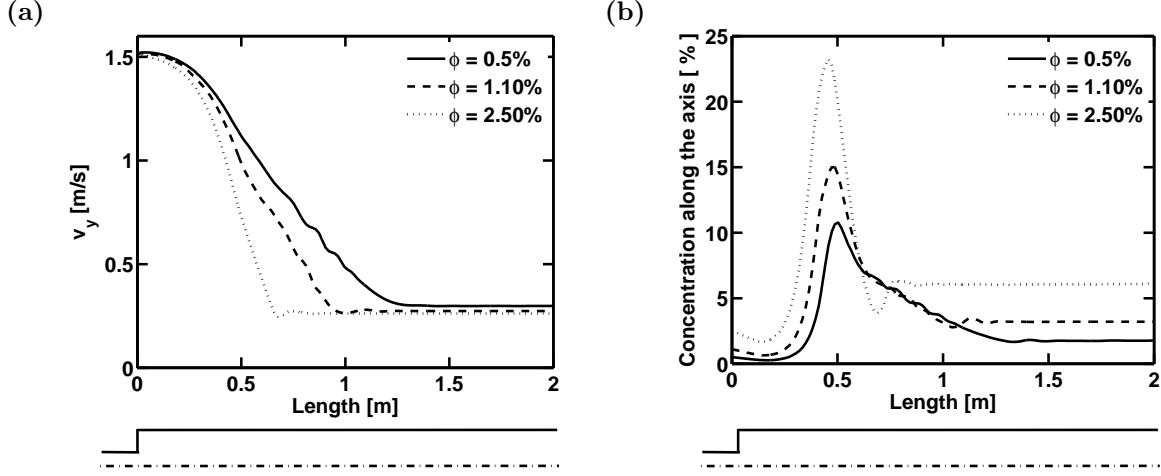 (a)
1.5
1
0.5
0
v_y [m/s]
0 0.5 1 1.5 2
Length [m]
ϕ = 0.5%
ϕ = 1.10%
ϕ = 2.50%
(b)
25
20
15
10
5
0
Concentration along the axis [ %]
0 0.5 1 1.5 2
Length [m]
ϕ = 0.5%
ϕ = 1.10%
ϕ = 2.50%